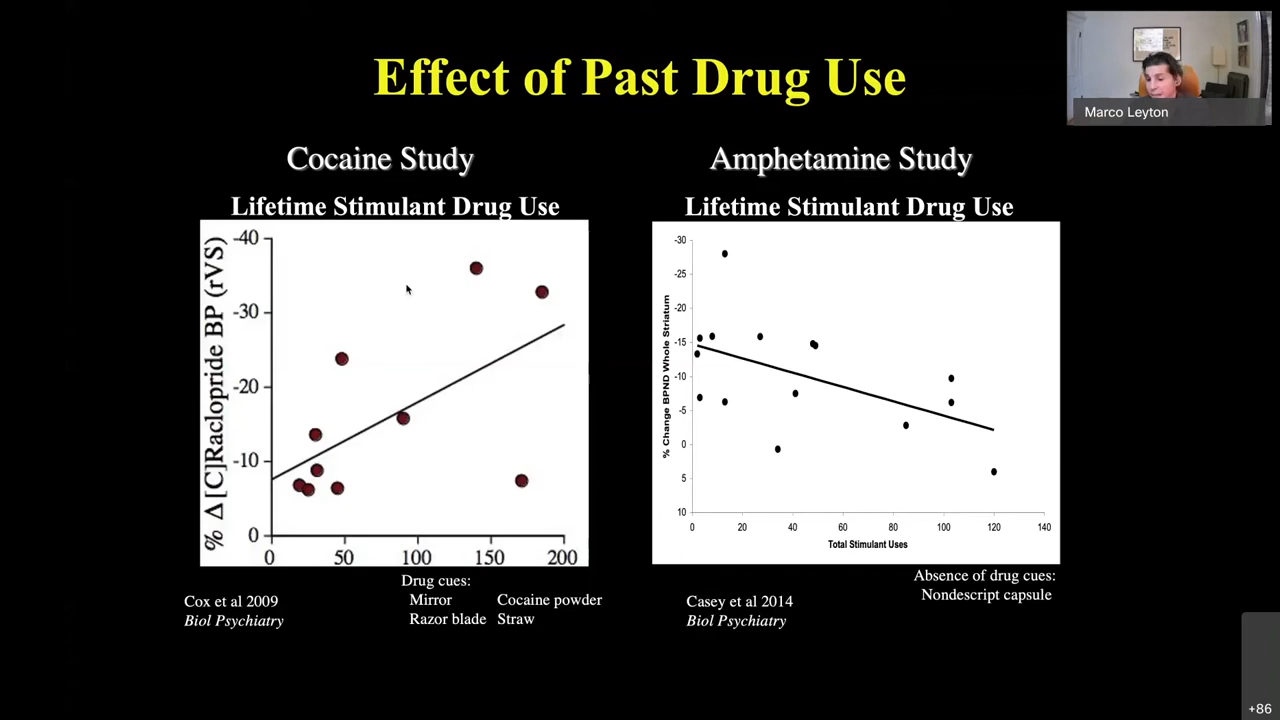 Effect of Past Drug Use
Marco Leyton
Cocaine Study
Lifetime Stimulant Drug Use
% Δ [C]Raclopride BP (rVS)
-40
-30
-20
-10
0
0 50 100 150 200
Drug cues:
Mirror Cocaine powder
Razor blade Straw
Cox et al 2009
Biol Psychiatry
Amphetamine Study
Lifetime Stimulant Drug Use
% Change BPND Whole Striatum
-30
-25
-20
-15
-10
-5
0
5
10
0 20 40 60 80 100 120 140
Total Stimulant Uses
Absence of drug cues:
Nondescript capsule
Casey et al 2014
Biol Psychiatry
+86